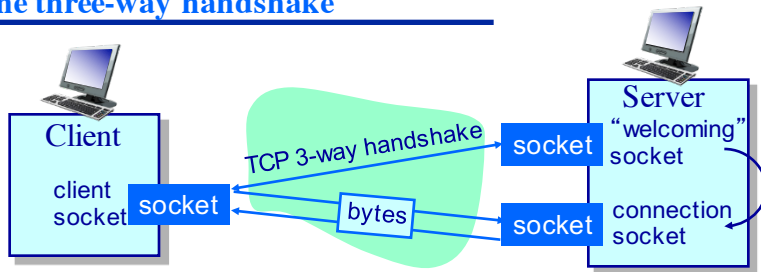 three-way handshake
Client
client
socket
socket
TCP 3-way handshake
bytes
Server
socket
“welcoming”
socket
socket
connection
socket